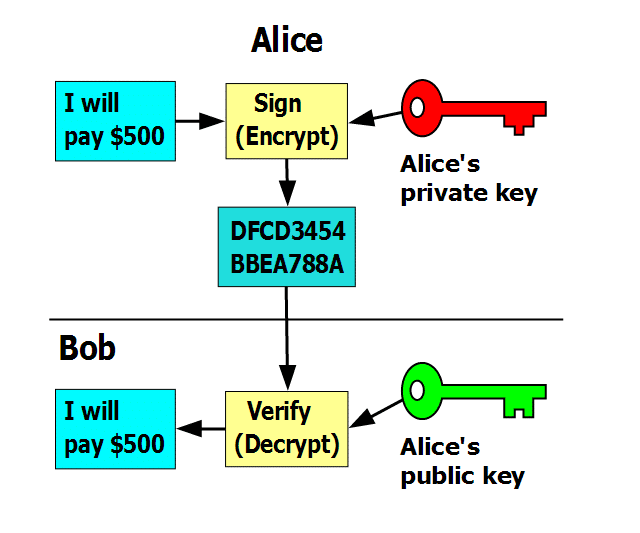 Alice
I will
pay $500
Sign
(Encrypt)
Alice's
private key
DFCD3454
BBEA788A
Bob
I will
pay $500
Verify
(Decrypt)
Alice's
public key